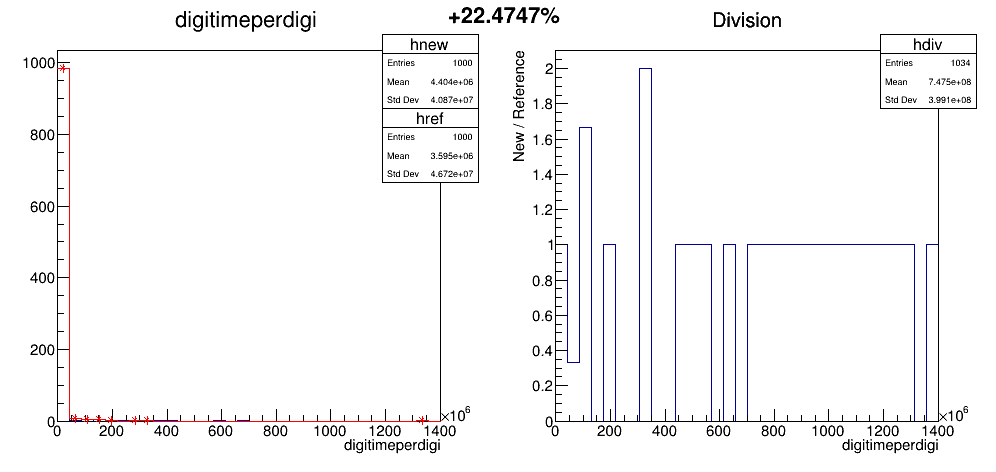 +22.4747%
digitimeperdigi
hnew
Entries 1000
Mean 4.404e+06
Std Dev 4.087e+07
href
Entries 1000
Mean 3.595e+06
Std Dev 4.672e+07
1000
800
600
400
200
0
0 200 400 600 800 1000 1200 1400
×10⁶
digitimeperdigi
Division
hdiv
Entries 1034
Mean 7.475e+08
Std Dev 3.991e+08
New / Reference
2
1.8
1.6
1.4
1.2
1
0.8
0.6
0.4
0.2
0
0 200 400 600 800 1000 1200 1400
×10⁶
digitimeperdigi